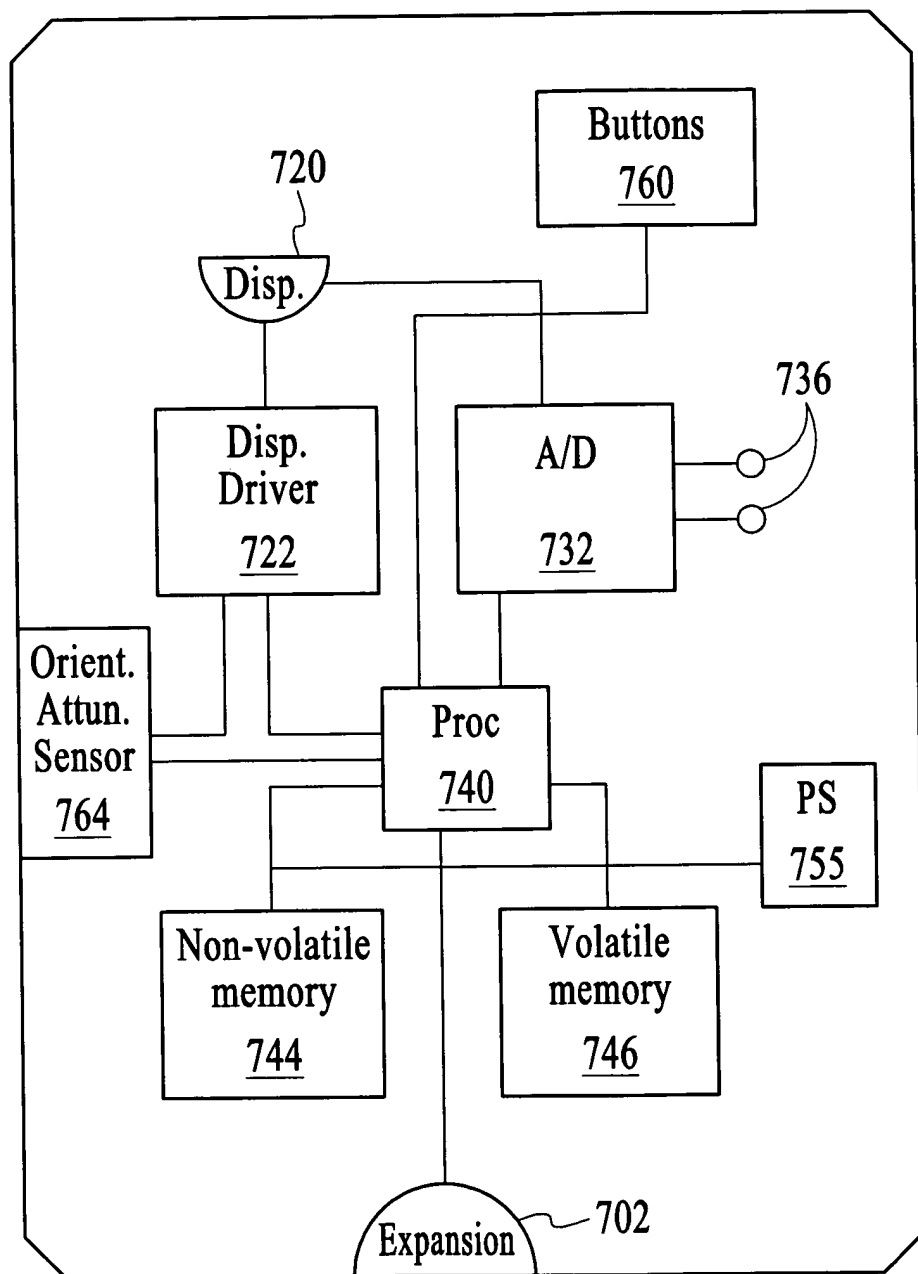 Buttons
760
720
Disp.
736
Disp.
Driver
722
A/D
732
Orient.
Attun.
Sensor
764
Proc
740
PS
755
Non-volatile
memory
744
Volatile
memory
746
702
Expansion